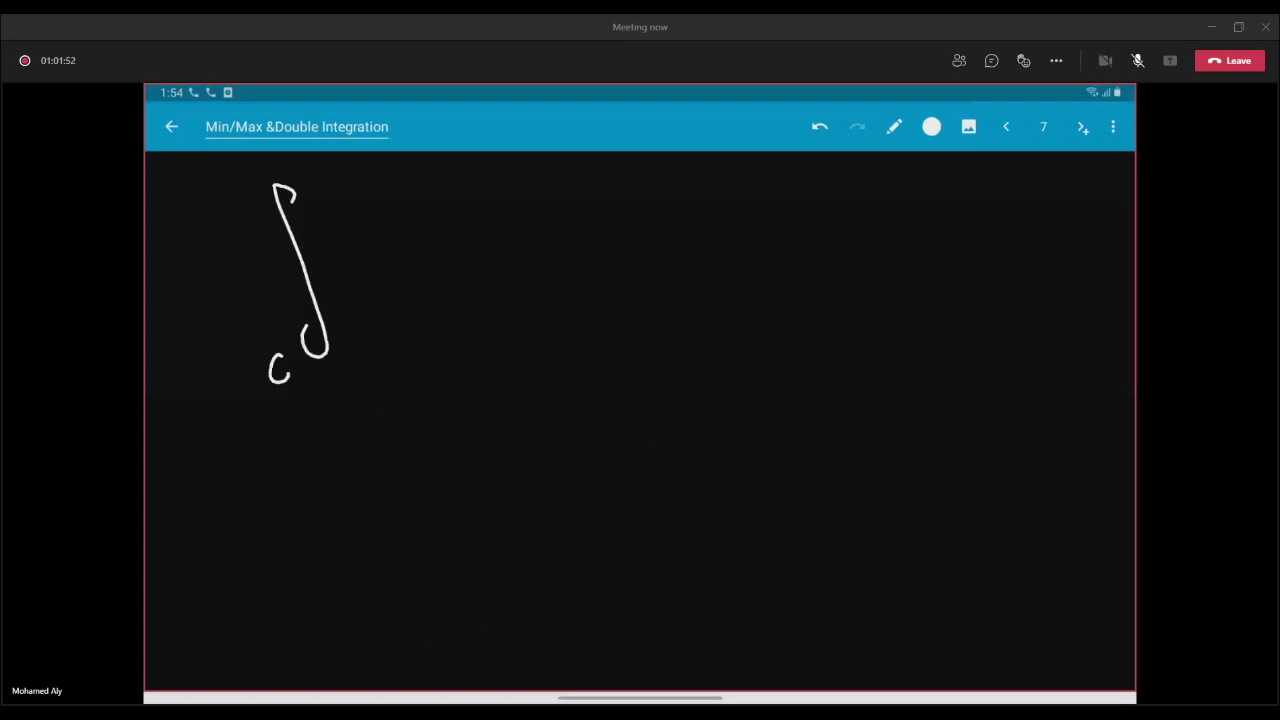 Meeting now
01:01:52
Leave
1:54
Min/Max &Double Integration
7
∫
c
Mohamed Aly